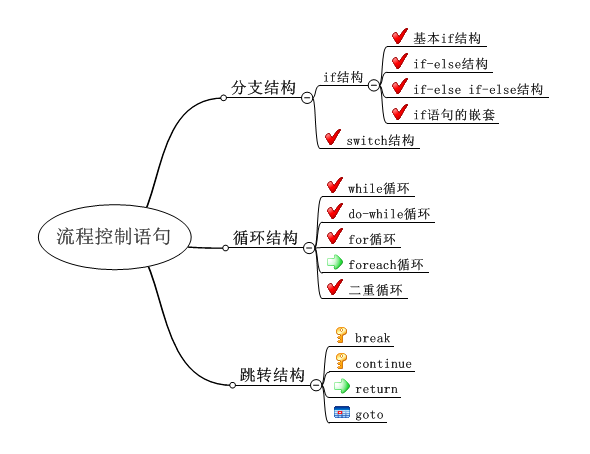 流程控制语句
分支结构
if结构
基本if结构
if-else结构
if-else if-else结构
if语句的嵌套
switch结构
循环结构
while循环
do-while循环
for循环
foreach循环
二重循环
跳转结构
break
continue
return
goto